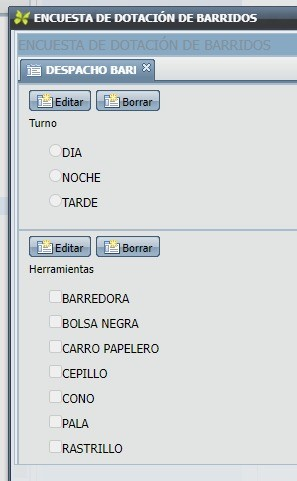 ENCUESTA DE DOTACIÓN DE BARRIDOS
ENCUESTA DE DOTACIÓN DE BARRIDOS
DESPACHO BARI
Editar Borrar
Turno
DIA
NOCHE
TARDE
Editar Borrar
Herramientas
BARREDORA
BOLSA NEGRA
CARRO PAPELERO
CEPILLO
CONO
PALA
RASTRILLO